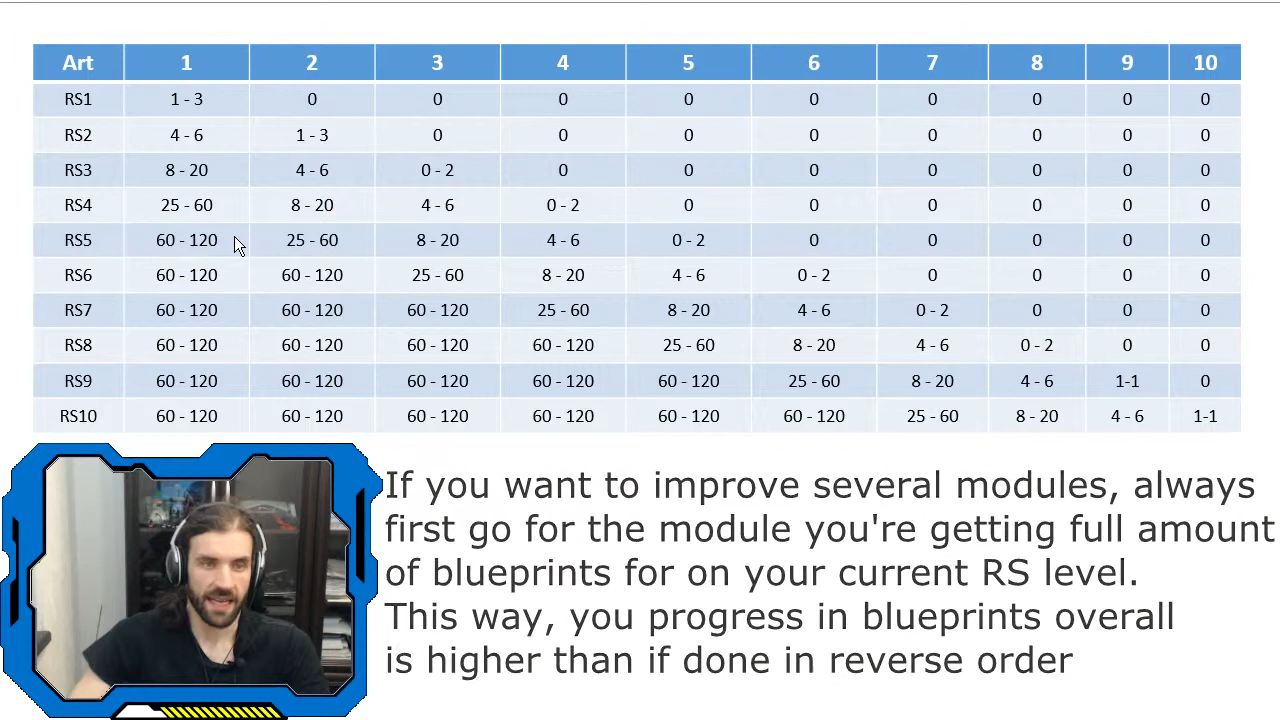 Art 1 2 3 4 5 6 7 8 9 10
RS1 1 - 3 0 0 0 0 0 0 0 0 0
RS2 4 - 6 1 - 3 0 0 0 0 0 0 0 0
RS3 8 - 20 4 - 6 0 - 2 0 0 0 0 0 0 0
RS4 25 - 60 8 - 20 4 - 6 0 - 2 0 0 0 0 0 0
RS5 60 - 120 25 - 60 8 - 20 4 - 6 0 - 2 0 0 0 0 0
RS6 60 - 120 60 - 120 25 - 60 8 - 20 4 - 6 0 - 2 0 0 0 0
RS7 60 - 120 60 - 120 60 - 120 25 - 60 8 - 20 4 - 6 0 - 2 0 0 0
RS8 60 - 120 60 - 120 60 - 120 60 - 120 25 - 60 8 - 20 4 - 6 0 - 2 0 0
RS9 60 - 120 60 - 120 60 - 120 60 - 120 60 - 120 25 - 60 8 - 20 4 - 6 1-1 0
RS10 60 - 120 60 - 120 60 - 120 60 - 120 60 - 120 60 - 120 25 - 60 8 - 20 4 - 6 1-1
If you want to improve several modules, always
first go for the module you're getting full amount
of blueprints for on your current RS level.
This way, you progress in blueprints overall
is higher than if done in reverse order